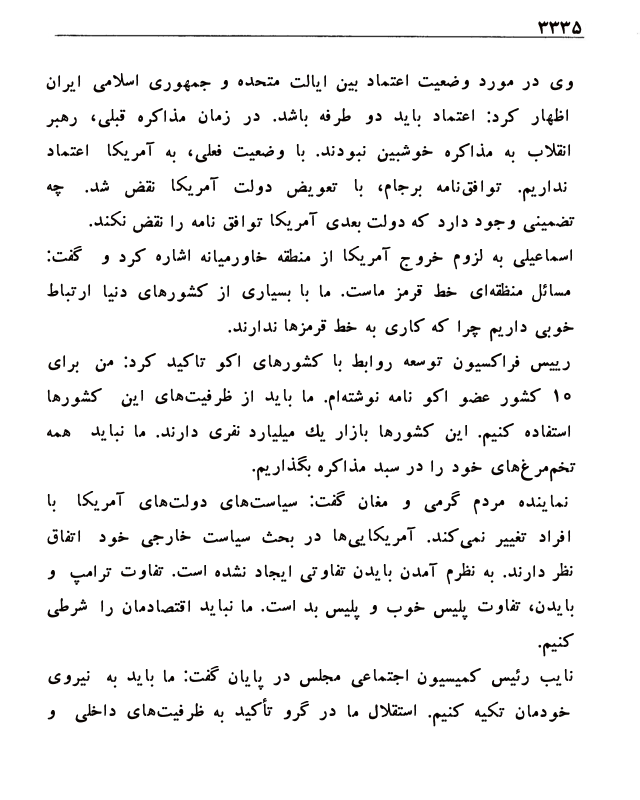 ۳۳۳۵
وی در مورد وضعیت اعتماد بین ایالت متحده و جمهوری اسلامی ایران
اظهار کرد: اعتماد باید دو طرفه باشد. در زمان مذاکره قبلی، رهبر
انقلاب به مذاکره خوشبین نبودند. با وضعیت فعلی، به آمریکا اعتماد
نداریم. توافق‌نامه برجام، با تعویض دولت آمریکا نقض شد. چه
تضمینی وجود دارد که دولت بعدی آمریکا توافق نامه را نقض نکند.
اسماعیلی به لزوم خروج آمریکا از منطقه خاورمیانه اشاره کرد و گفت:
مسائل منظقه‌ای خط قرمز ماست. ما با بسیاری از کشورهای دنیا ارتباط
خوبی داریم چرا که کاری به خط قرمزها ندارند.
رییس فراکسیون توسعه روابط با کشورهای اکو تاکید کرد: من برای
۱۰ کشور عضو اکو نامه نوشته‌ام. ما باید از ظرفیت‌های این کشورها
استفاده کنیم. این کشورها بازار یك میلیارد نفری دارند. ما نباید همه
تخم‌مرغ‌های خود را در سبد مذاکره بگذاریم.
نماینده مردم گرمی و مغان گفت: سیاست‌های دولت‌های آمریکا با
افراد تغییر نمی‌کند. آمریکایی‌ها در بحث سیاست خارجی خود اتفاق
نظر دارند. به نظرم آمدن بایدن تفاوتی ایجاد نشده است. تفاوت ترامپ و
بایدن، تفاوت پلیس خوب و پلیس بد است. ما نباید اقتصادمان را شرطی
کنیم.
نایب رئیس کمیسیون اجتماعی مجلس در پایان گفت: ما باید به نیروی
خودمان تکیه کنیم. استقلال ما در گرو تأکید به ظرفیت‌های داخلی و